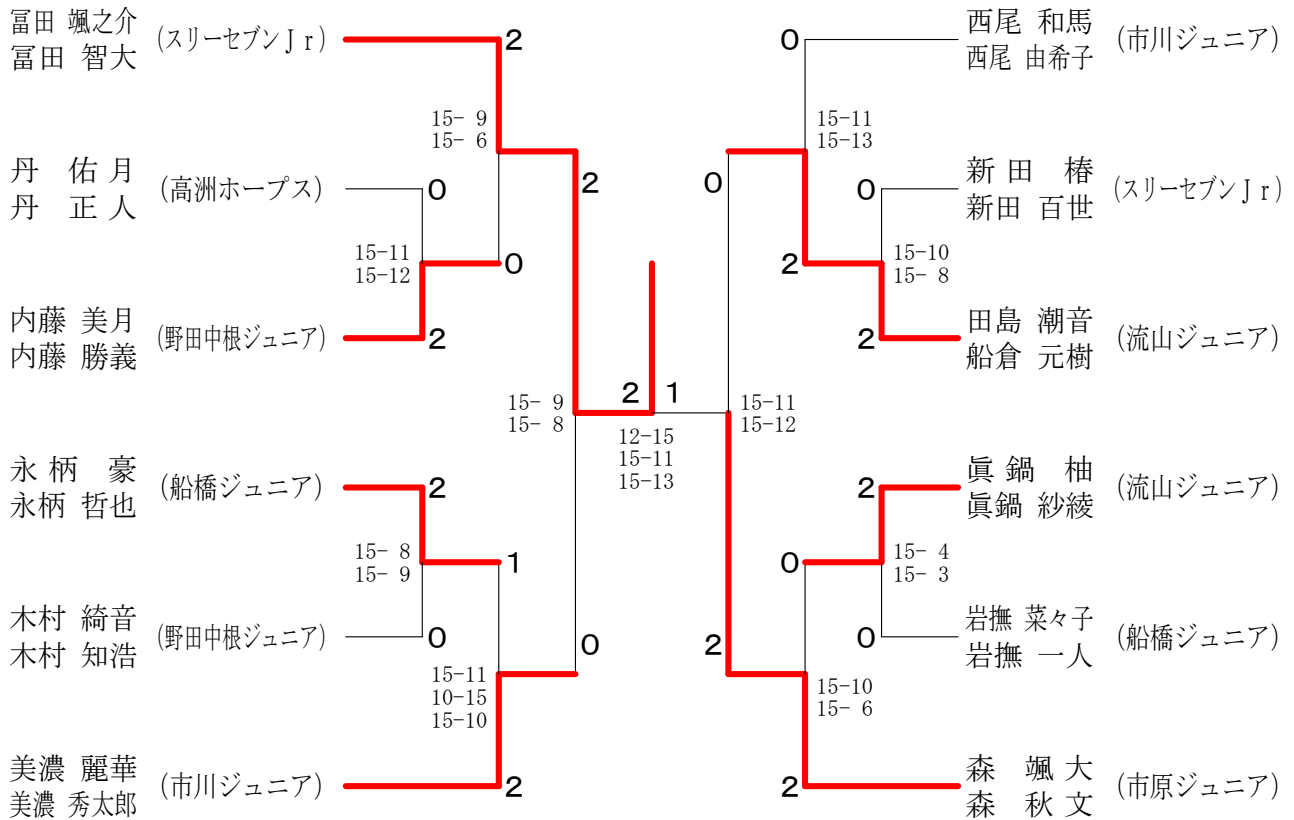 冨田 颯之介
冨田 智大
(スリーセブンJr)
2
15- 9
15- 6
丹 佑月
丹 正人
(高洲ホープス)
0
2
15-11
15-12
0
内藤 美月
内藤 勝義
(野田中根ジュニア)
2
15- 9
15- 8
永柄 豪
永柄 哲也
(船橋ジュニア)
2
15- 8
15- 9
1
木村 綺音
木村 知浩
(野田中根ジュニア)
0
0
15-11
10-15
15-10
美濃 麗華
美濃 秀太郎
(市川ジュニア)
2
2 1
12-15
15-11
15-13
0
西尾 和馬
西尾 由希子
(市川ジュニア)
15-11
15-13
0
0
新田 椿
新田 百世
(スリーセブンJr)
2
15-10
15- 8
2
田島 潮音
船倉 元樹
(流山ジュニア)
15-11
15-12
2
眞鍋 柚
眞鍋 紗綾
(流山ジュニア)
0
15- 4
15- 3
0
岩撫 菜々子
岩撫 一人
(船橋ジュニア)
2
15-10
15- 6
2
森 颯大
森 秋文
(市原ジュニア)